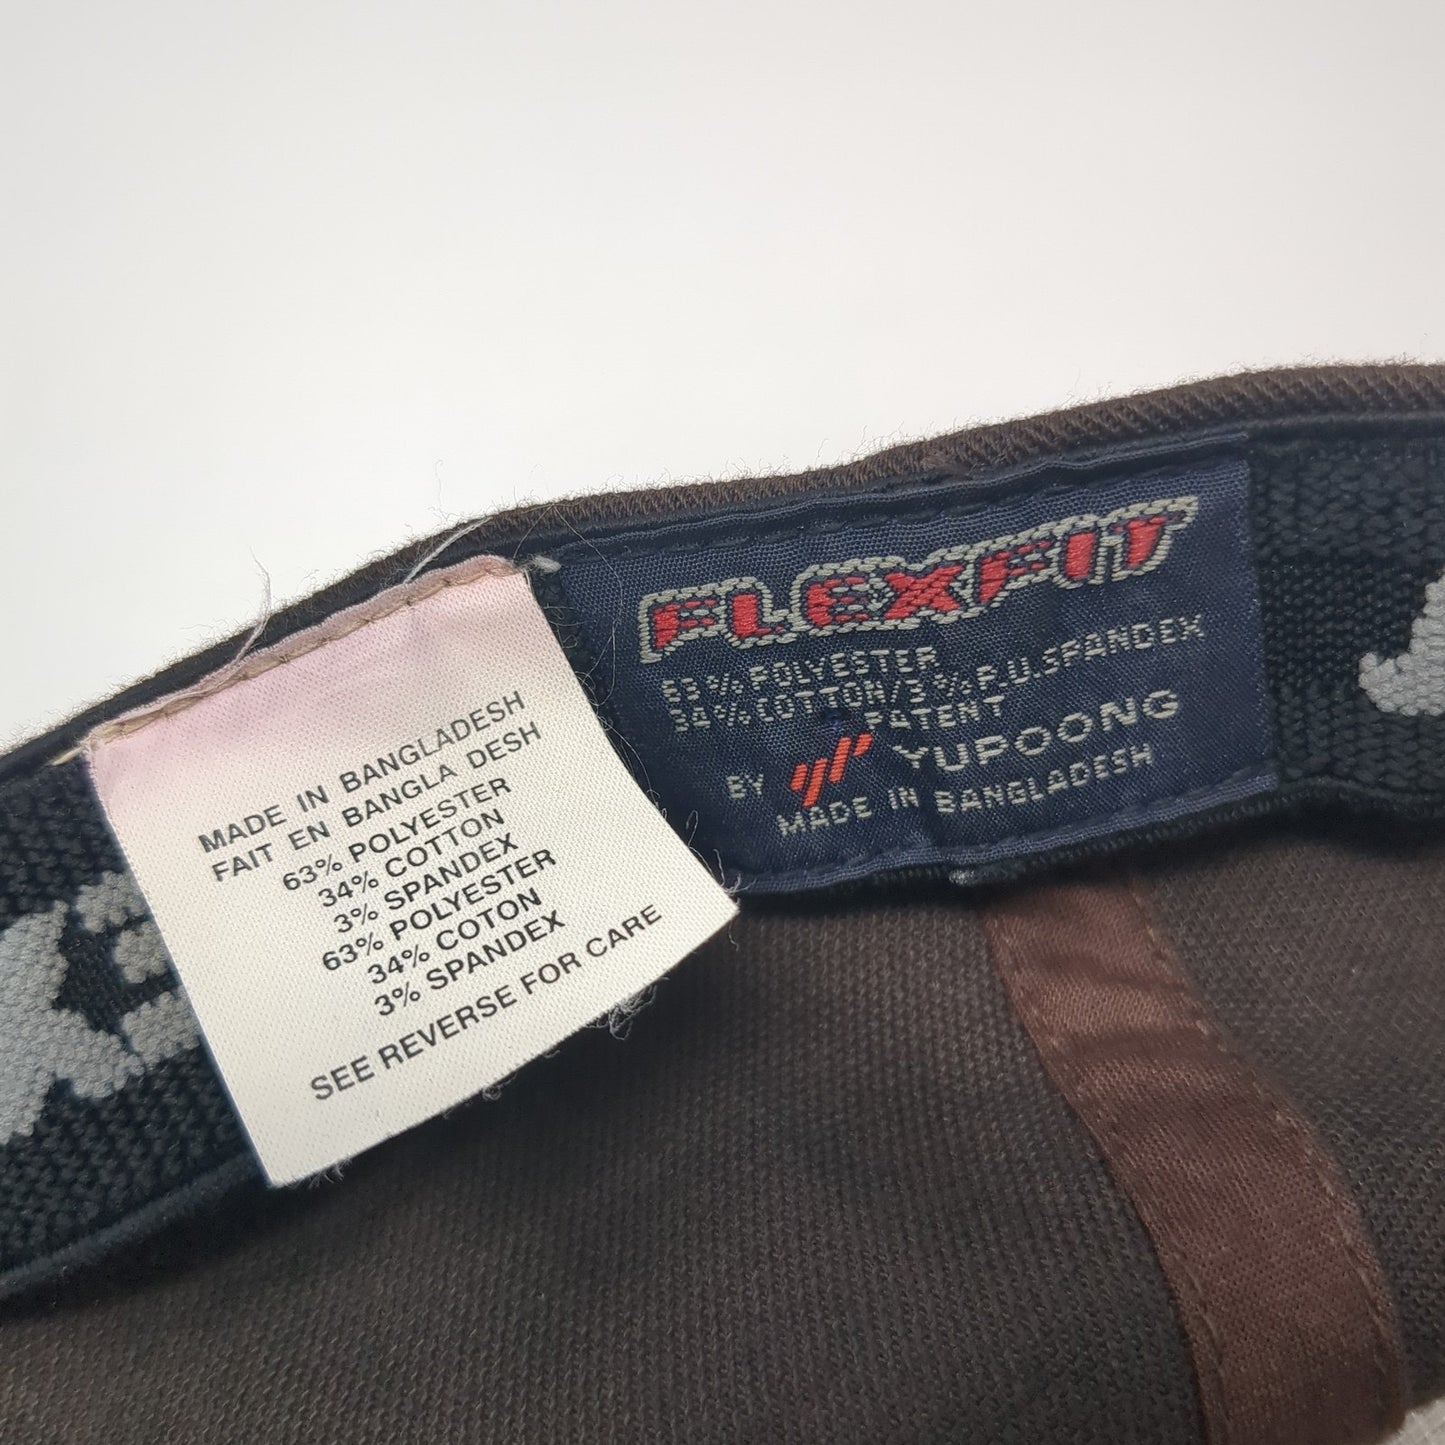 MADE IN BANGLADESH
FAIT EN BANGLA DESH
63% POLYESTER
34% COTTON
3% SPANDEX
63% POLYESTER
34% COTON
3% SPANDEX
SEE REVERSE FOR CARE
FLEXFIT
63% POLYESTER
34% COTTON/3% P.U.SPANDEX
PATENT
BY YUPOONG
MADE IN BANGLADESH